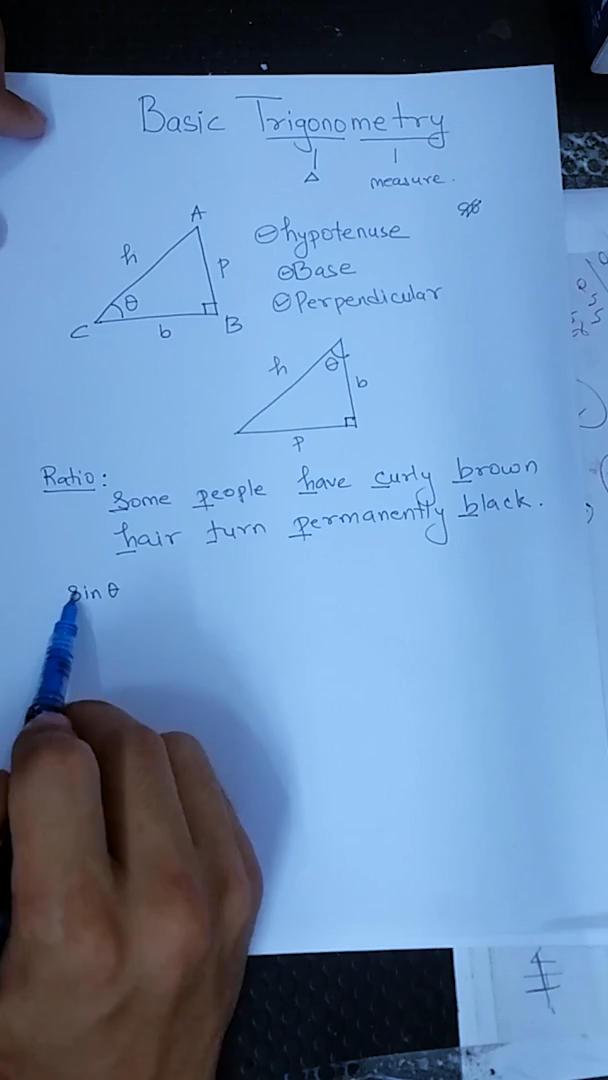 Basic Trigonometry
Δ measure.
A
h p
θ
C b B
⊖hypotenuse
⊖Base
⊖Perpendicular
h θ b
p
Ratio:
Some people have curly brown
hair turn permanently black.
sin θ